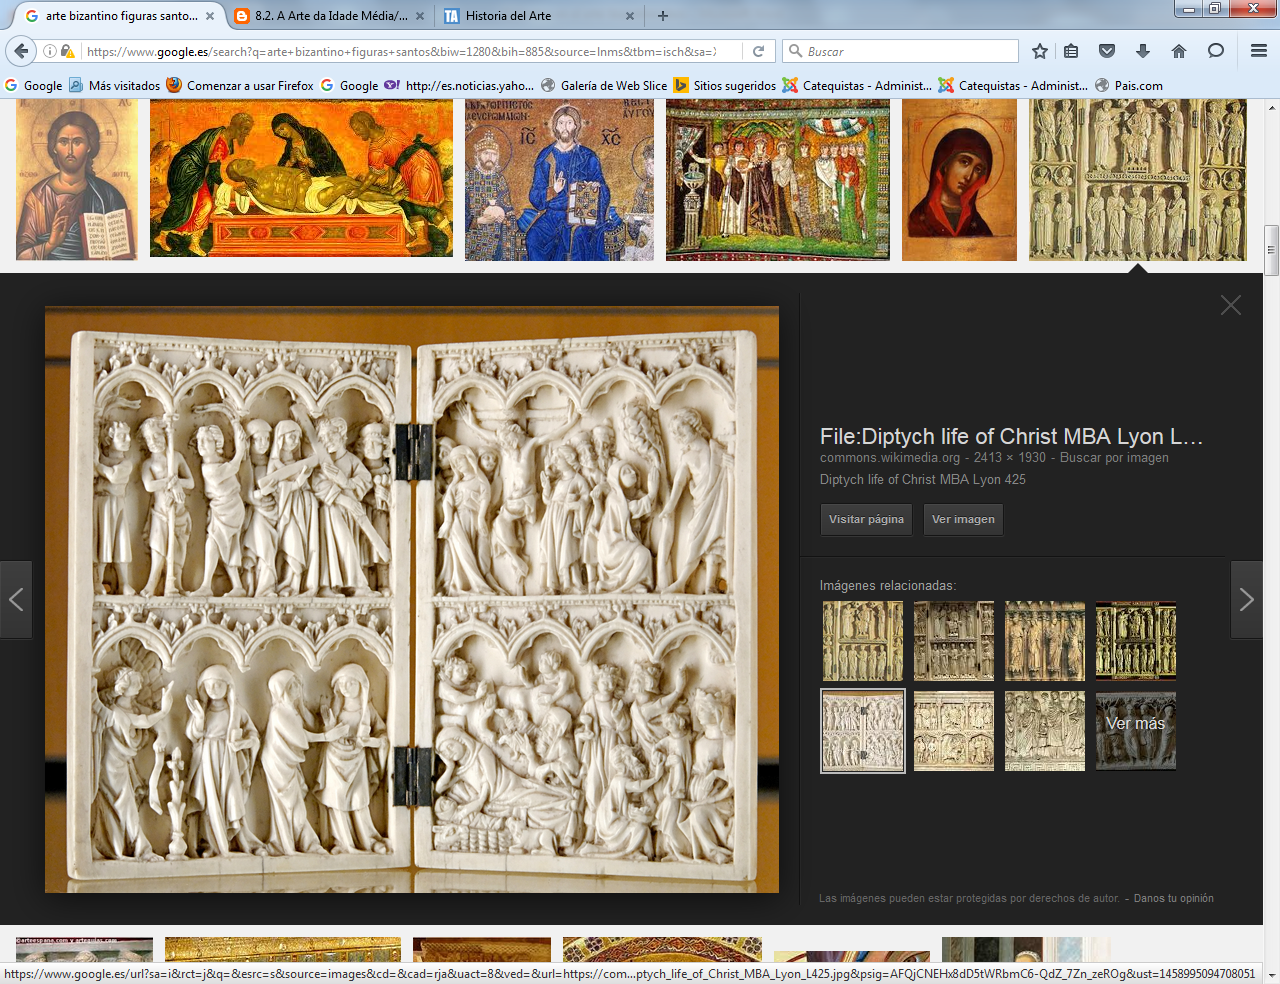 arte bizantino figuras santo...
8.2. A Arte da Idade Média/...
TA Historia del Arte
https://www.google.es/search?q=arte+bizantino+figuras+santos&biw=1280&bih=885&source=lnms&tbm=isch&sa=
Buscar
Google
Más visitados
Comenzar a usar Firefox
Google
http://es.noticias.yaho...
Galería de Web Slice
Sitios sugeridos
Catequistas - Administ...
Catequistas - Administ...
Pais.com
IC XC
File:Diptych life of Christ MBA Lyon L...
commons.wikimedia.org - 2413 × 1930 - Buscar por imagen
Diptych life of Christ MBA Lyon 425
Visitar página
Ver imagen
Imágenes relacionadas:
Ver más
Las imágenes pueden estar protegidas por derechos de autor. - Danos tu opinión
https://www.google.es/url?sa=i&rct=j&q=&esrc=s&source=images&cd=&cad=rja&uact=8&ved=&url=https://com...ptych_life_of_Christ_MBA_Lyon_L425.jpg&psig=AFQjCNEHx8dD5tWRbmC6-QdZ_7Zn_zeROg&ust=1458995094708051